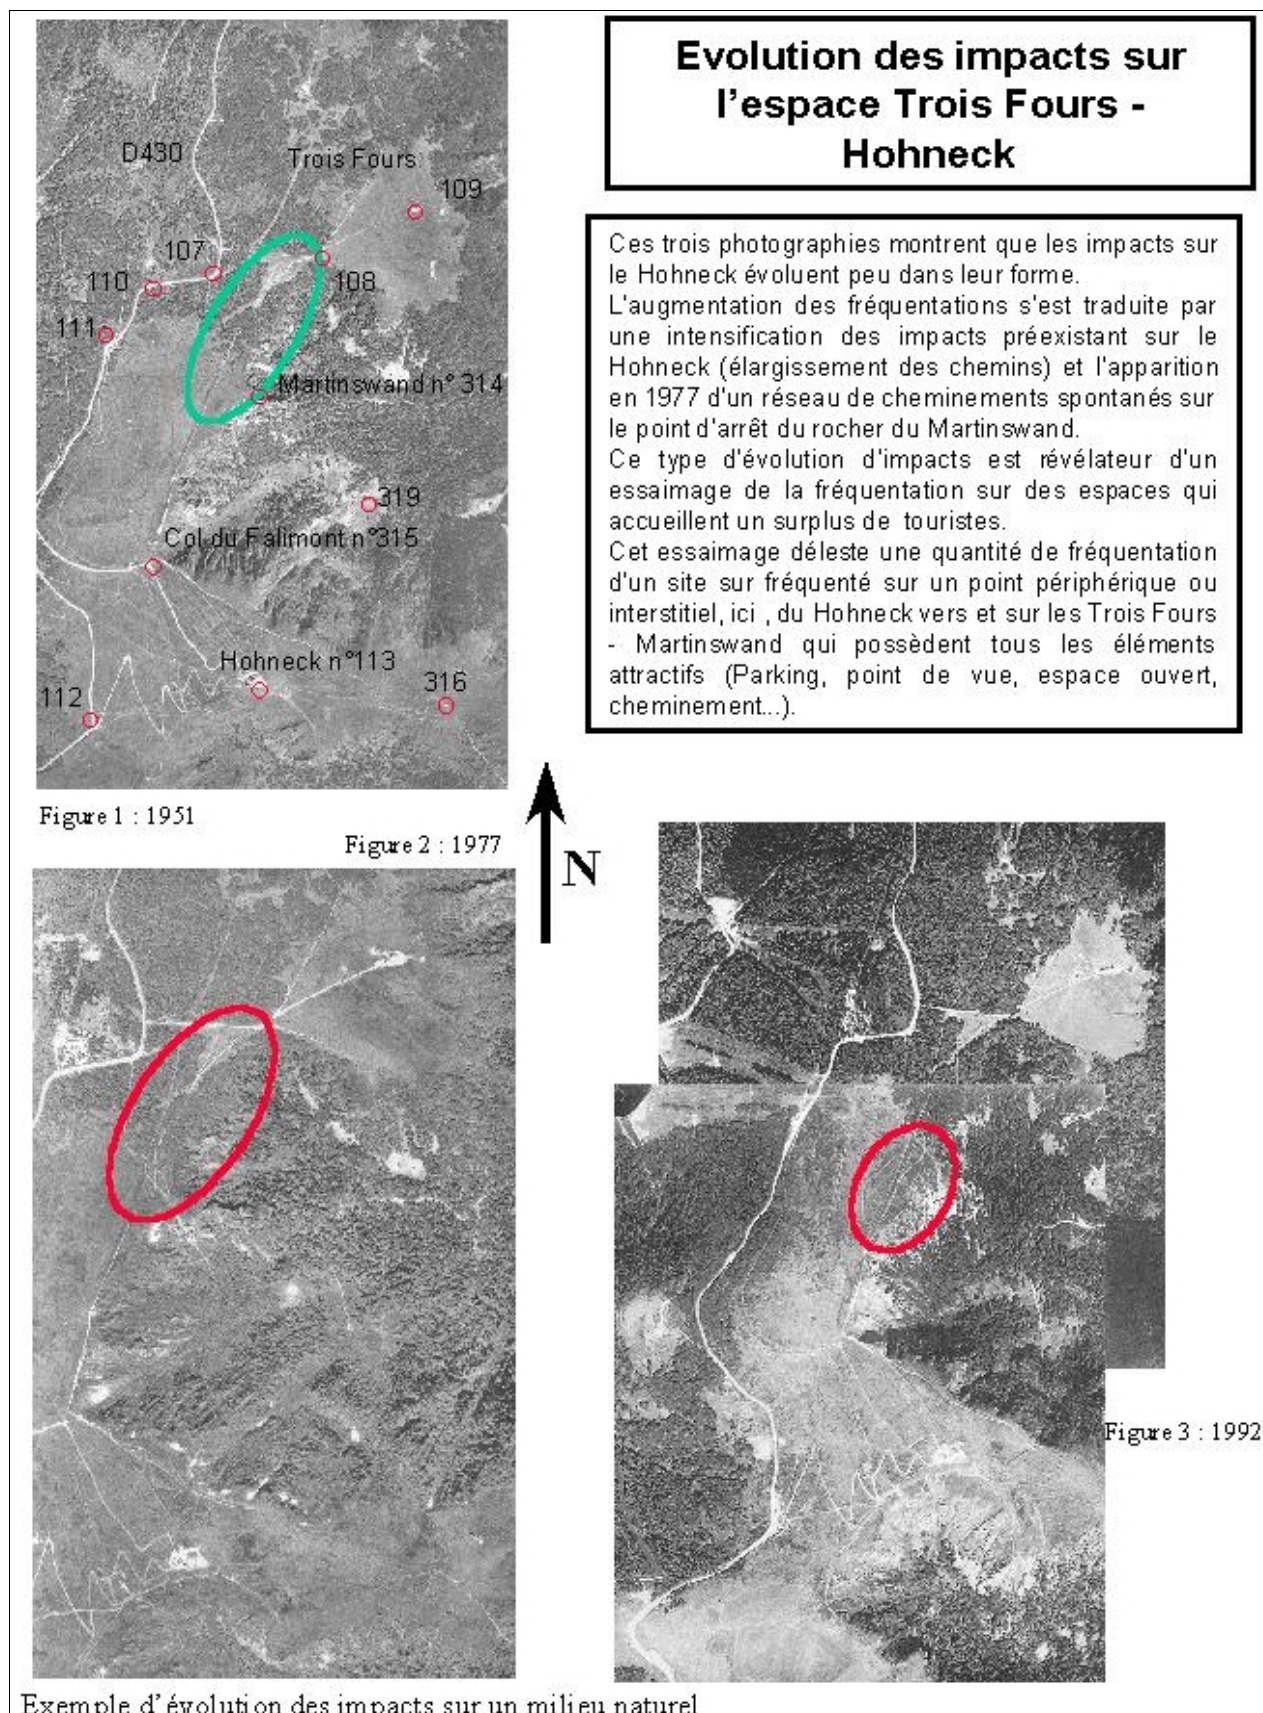 Evolution des impacts sur
l'espace Trois Fours -
Hohneck
D430
Trois Fours
109
107
110
108
111
Martinswand n° 314
319
Col du Falimont n°315
Hohneck n°113
316
112
Ces trois photographies montrent que les impacts sur
le Hohneck évoluent peu dans leur forme.
L'augmentation des fréquentations s'est traduite par
une intensification des impacts préexistant sur le
Hohneck (élargissement des chemins) et l'apparition
en 1977 d'un réseau de cheminements spontanés sur
le point d'arrêt du rocher du Martinswand.
Ce type d'évolution d'impacts est révélateur d'un
essaimage de la fréquentation sur des espaces qui
accueillent un surplus de touristes.
Cet essaimage déleste une quantité de fréquentation
d'un site sur fréquenté sur un point périphérique ou
interstitiel, ici , du Hohneck vers et sur les Trois Fours
- Martinswand qui possèdent tous les éléments
attractifs (Parking, point de vue, espace ouvert,
cheminement...).
Figure 1 : 1951
Figure 2 : 1977
N
Figure 3 : 1992
Exemple d'évolution des impacts sur un milieu naturel